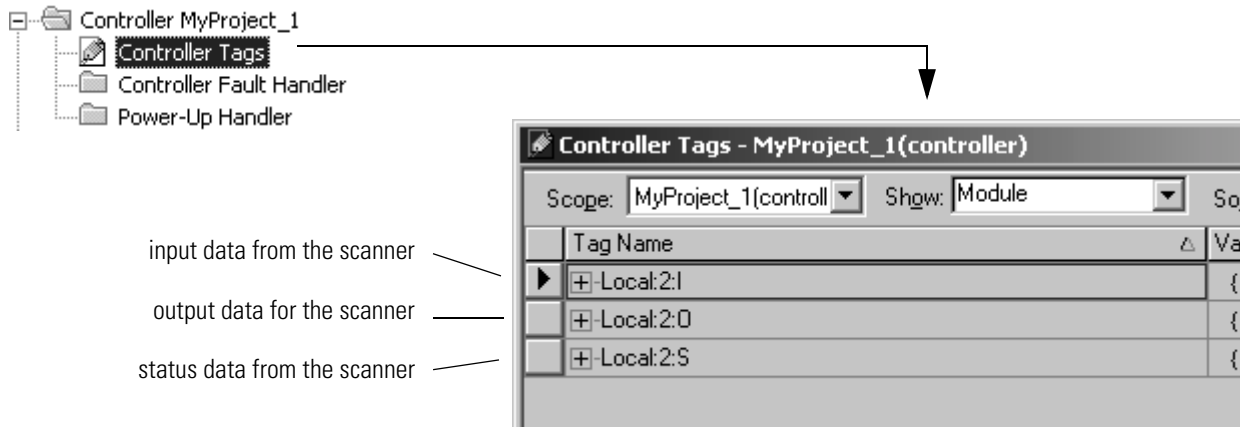 Controller MyProject_1
Controller Tags
Controller Fault Handler
Power-Up Handler
Controller Tags - MyProject_1(controller)
Scope: MyProject_1(controll Show: Module So
Tag Name Va
input data from the scanner
Local:2:I {
output data for the scanner
Local:2:O {
status data from the scanner
Local:2:S {